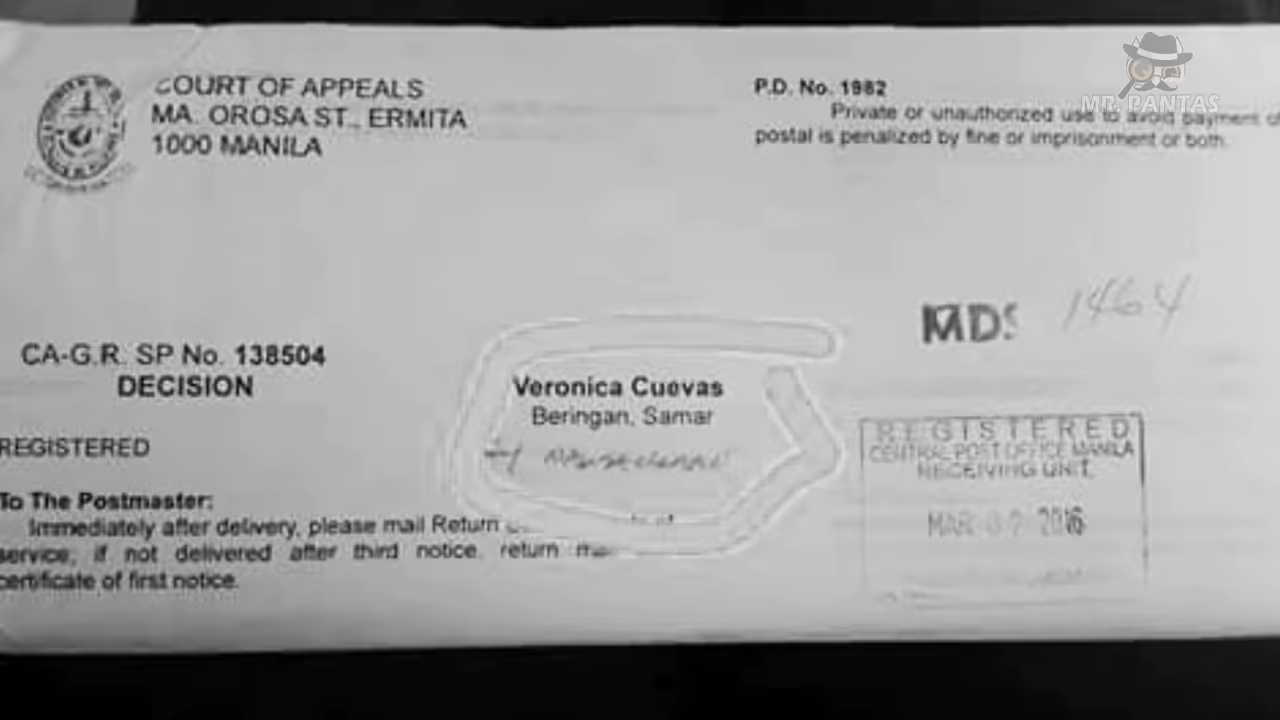 COURT OF APPEALS
MA. OROSA ST., ERMITA
1000 MANILA
P.D. No. 1982
Private or unauthorized use to avoid payment of
postal is penalized by fine or imprisonment or both.
MR. PANTAS
MDS 1464
CA-G.R. SP No. 138504
DECISION
Veronica Cuevas
Beringan, Samar
REGISTERED
REGISTERED
CENTRAL POST OFFICE MANILA
RECEIVING UNIT
MAR 2016
To The Postmaster:
Immediately after delivery, please mail Return
service; if not delivered after third notice, return
certificate of first notice.